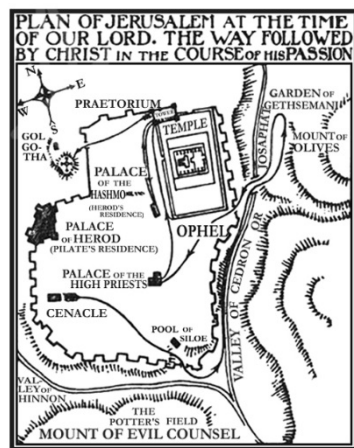 PLAN OF JERUSALEM AT THE TIME
OF OUR LORD. THE WAY FOLLOWED
BY CHRIST IN THE COURSE OF HIS PASSION
N
E
W
S
PRAETORIUM
TOWER
TEMPLE
GARDEN OF
GETHSEMANI
JOSAPHAT
MOUNT OF
OLIVES
GOL
GO-
THA
PALACE
OF THE
HASHMO
(HEROD'S
RESIDENCE)
PALACE
OF HEROD
(PILATE'S RESIDENCE)
OPHEL
PALACE OF THE
HIGH PRIESTS
CENACLE
POOL OF
SILOE
VALLEY OF CEDRON OR
VAL-
LEY OF
HINNON
THE
POTTER'S FIELD
MOUNT OF EVIL COUNSEL